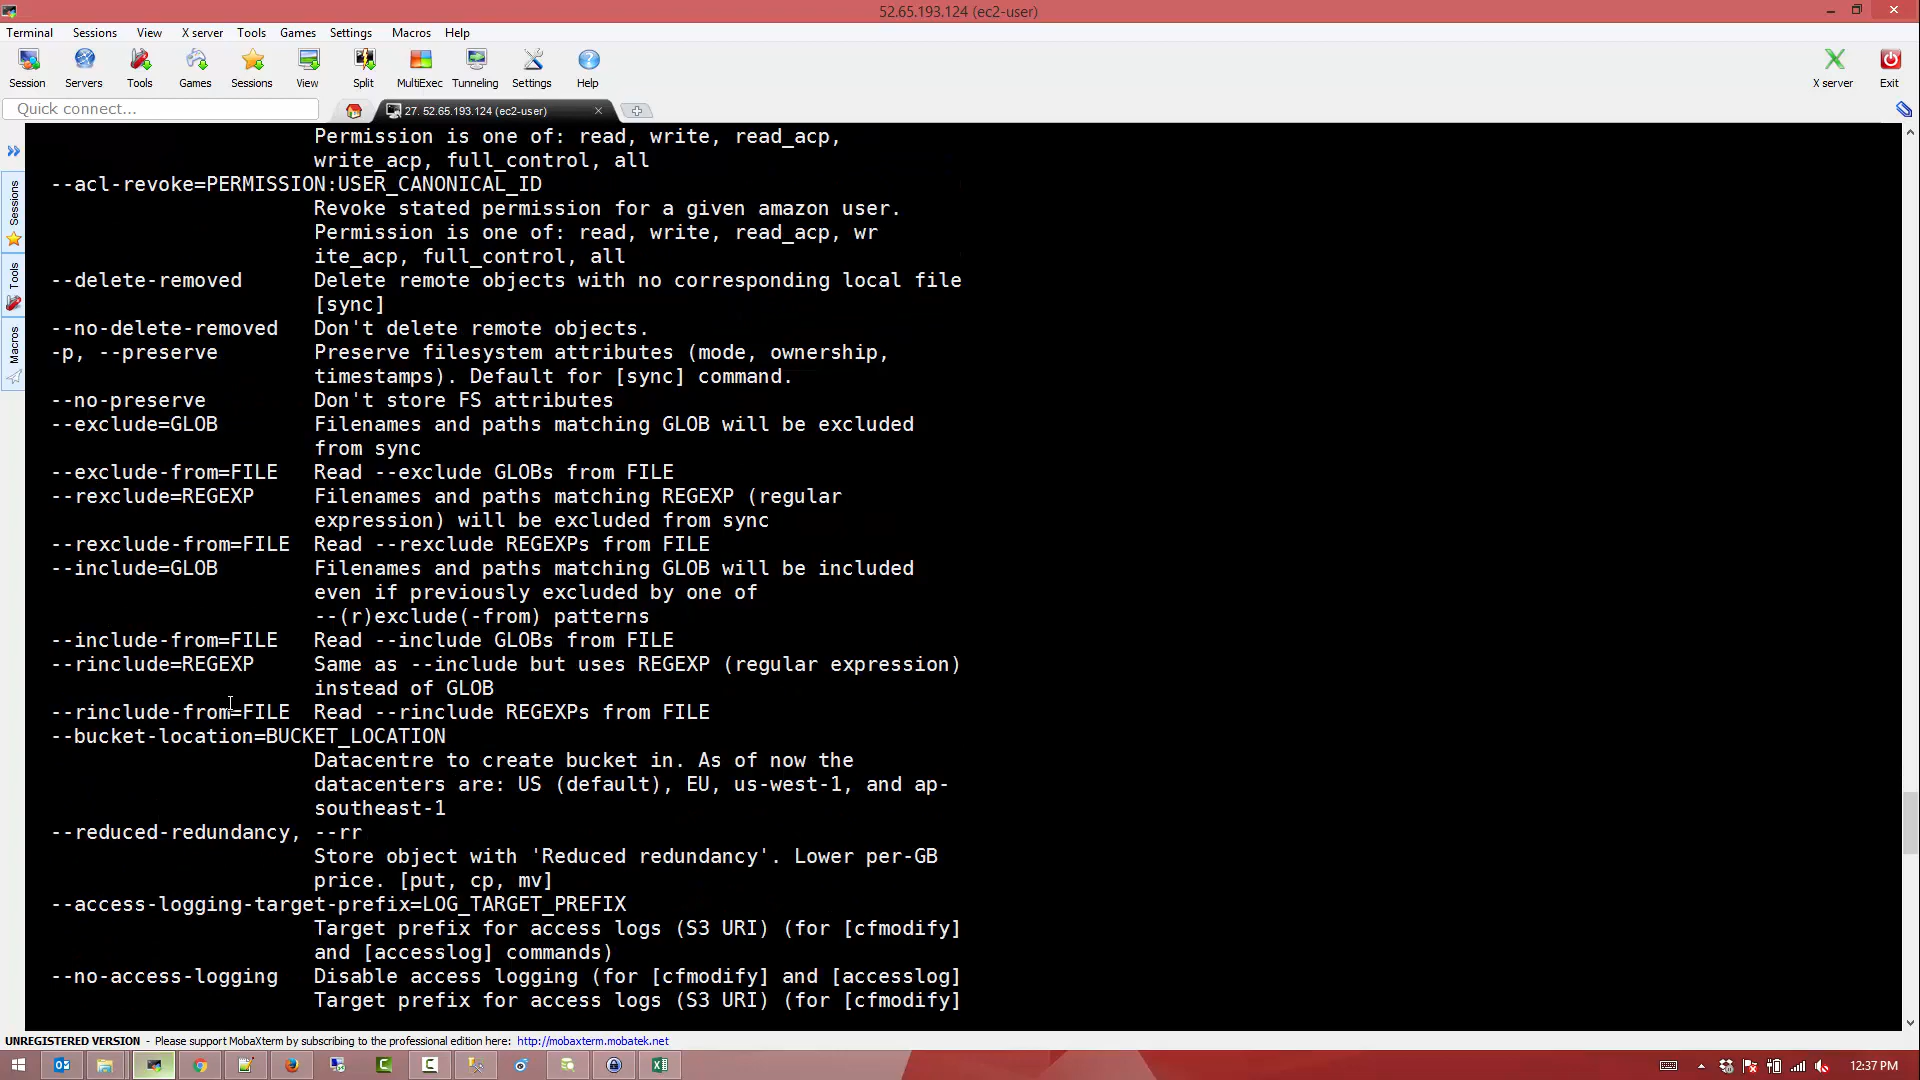 52.65.193.124 (ec2-user)
Terminal Sessions View X server Tools Games Settings Macros Help
Session Servers Tools Games Sessions View Split MultiExec Tunneling Settings Help X server Exit
Quick connect... 27. 52.65.193.124 (ec2-user)
Sessions
Tools
Macros
Permission is one of: read, write, read_acp,
write_acp, full_control, all
--acl-revoke=PERMISSION:USER_CANONICAL_ID
Revoke stated permission for a given amazon user.
Permission is one of: read, write, read_acp, wr
ite_acp, full_control, all
--delete-removed Delete remote objects with no corresponding local file
[sync]
--no-delete-removed Don't delete remote objects.
-p, --preserve Preserve filesystem attributes (mode, ownership,
timestamps). Default for [sync] command.
--no-preserve Don't store FS attributes
--exclude=GLOB Filenames and paths matching GLOB will be excluded
from sync
--exclude-from=FILE Read --exclude GLOBs from FILE
--rexclude=REGEXP Filenames and paths matching REGEXP (regular
expression) will be excluded from sync
--rexclude-from=FILE Read --rexclude REGEXPs from FILE
--include=GLOB Filenames and paths matching GLOB will be included
even if previously excluded by one of
--(r)exclude(-from) patterns
--include-from=FILE Read --include GLOBs from FILE
--rinclude=REGEXP Same as --include but uses REGEXP (regular expression)
instead of GLOB
--rinclude-from=FILE Read --rinclude REGEXPs from FILE
--bucket-location=BUCKET_LOCATION
Datacentre to create bucket in. As of now the
datacenters are: US (default), EU, us-west-1, and ap-
southeast-1
--reduced-redundancy, --rr
Store object with 'Reduced redundancy'. Lower per-GB
price. [put, cp, mv]
--access-logging-target-prefix=LOG_TARGET_PREFIX
Target prefix for access logs (S3 URI) (for [cfmodify]
and [accesslog] commands)
--no-access-logging Disable access logging (for [cfmodify] and [accesslog]
Target prefix for access logs (S3 URI) (for [cfmodify]
UNREGISTERED VERSION - Please support MobaXterm by subscribing to the professional edition here: http://mobaxterm.mobatek.net
12:37 PM